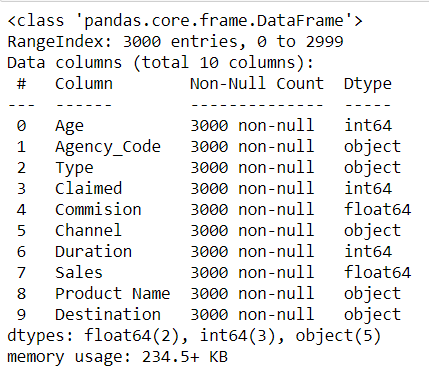 <class 'pandas.core.frame.DataFrame'>
RangeIndex: 3000 entries, 0 to 2999
Data columns (total 10 columns):
 #   Column        Non-Null Count  Dtype
---  ------        --------------  -----
 0   Age           3000 non-null   int64
 1   Agency_Code   3000 non-null   object
 2   Type          3000 non-null   object
 3   Claimed       3000 non-null   int64
 4   Commision     3000 non-null   float64
 5   Channel       3000 non-null   object
 6   Duration      3000 non-null   int64
 7   Sales         3000 non-null   float64
 8   Product Name  3000 non-null   object
 9   Destination   3000 non-null   object
dtypes: float64(2), int64(3), object(5)
memory usage: 234.5+ KB